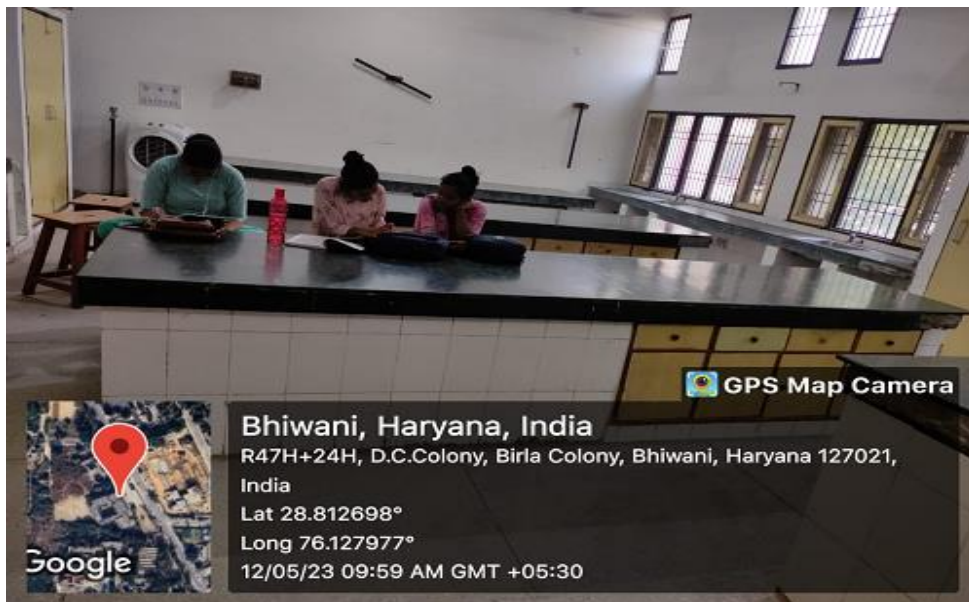 GPS Map Camera
Bhiwani, Haryana, India
R47H+24H, D.C.Colony, Birla Colony, Bhiwani, Haryana 127021,
India
Lat 28.812698°
Long 76.127977°
12/05/23 09:59 AM GMT +05:30
Google